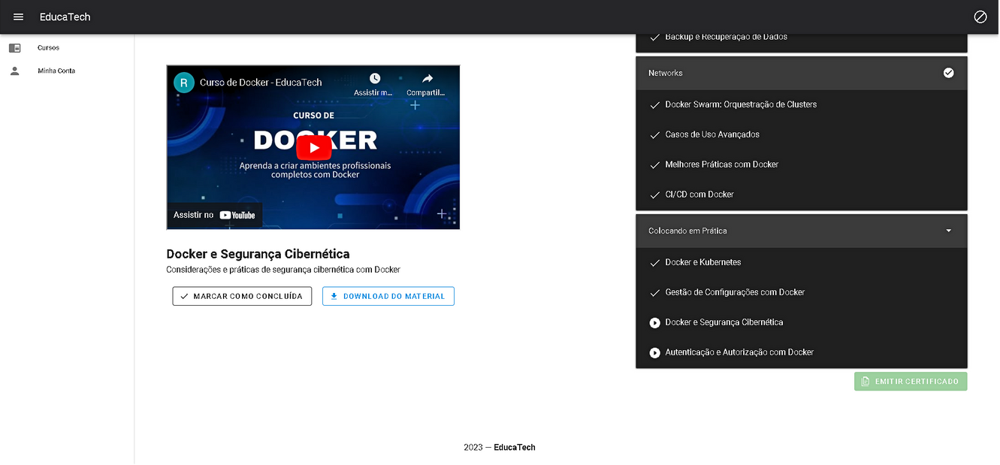 EducaTech
Cursos
Minha Conta
R
Curso de Docker - EducaTech
Assistir m...
Compartil...
CURSO DE
DOCKER
Aprenda a criar ambientes profissionais
completos com Docker
Assistir no YouTube
Docker e Segurança Cibernética
Considerações e práticas de segurança cibernética com Docker
MARCAR COMO CONCLUÍDA
DOWNLOAD DO MATERIAL
Backup e Recuperação de Dados
Networks
Docker Swarm: Orquestração de Clusters
Casos de Uso Avançados
Melhores Práticas com Docker
CI/CD com Docker
Colocando em Prática
Docker e Kubernetes
Gestão de Configurações com Docker
Docker e Segurança Cibernética
Autenticação e Autorização com Docker
EMITIR CERTIFICADO
2023 — EducaTech